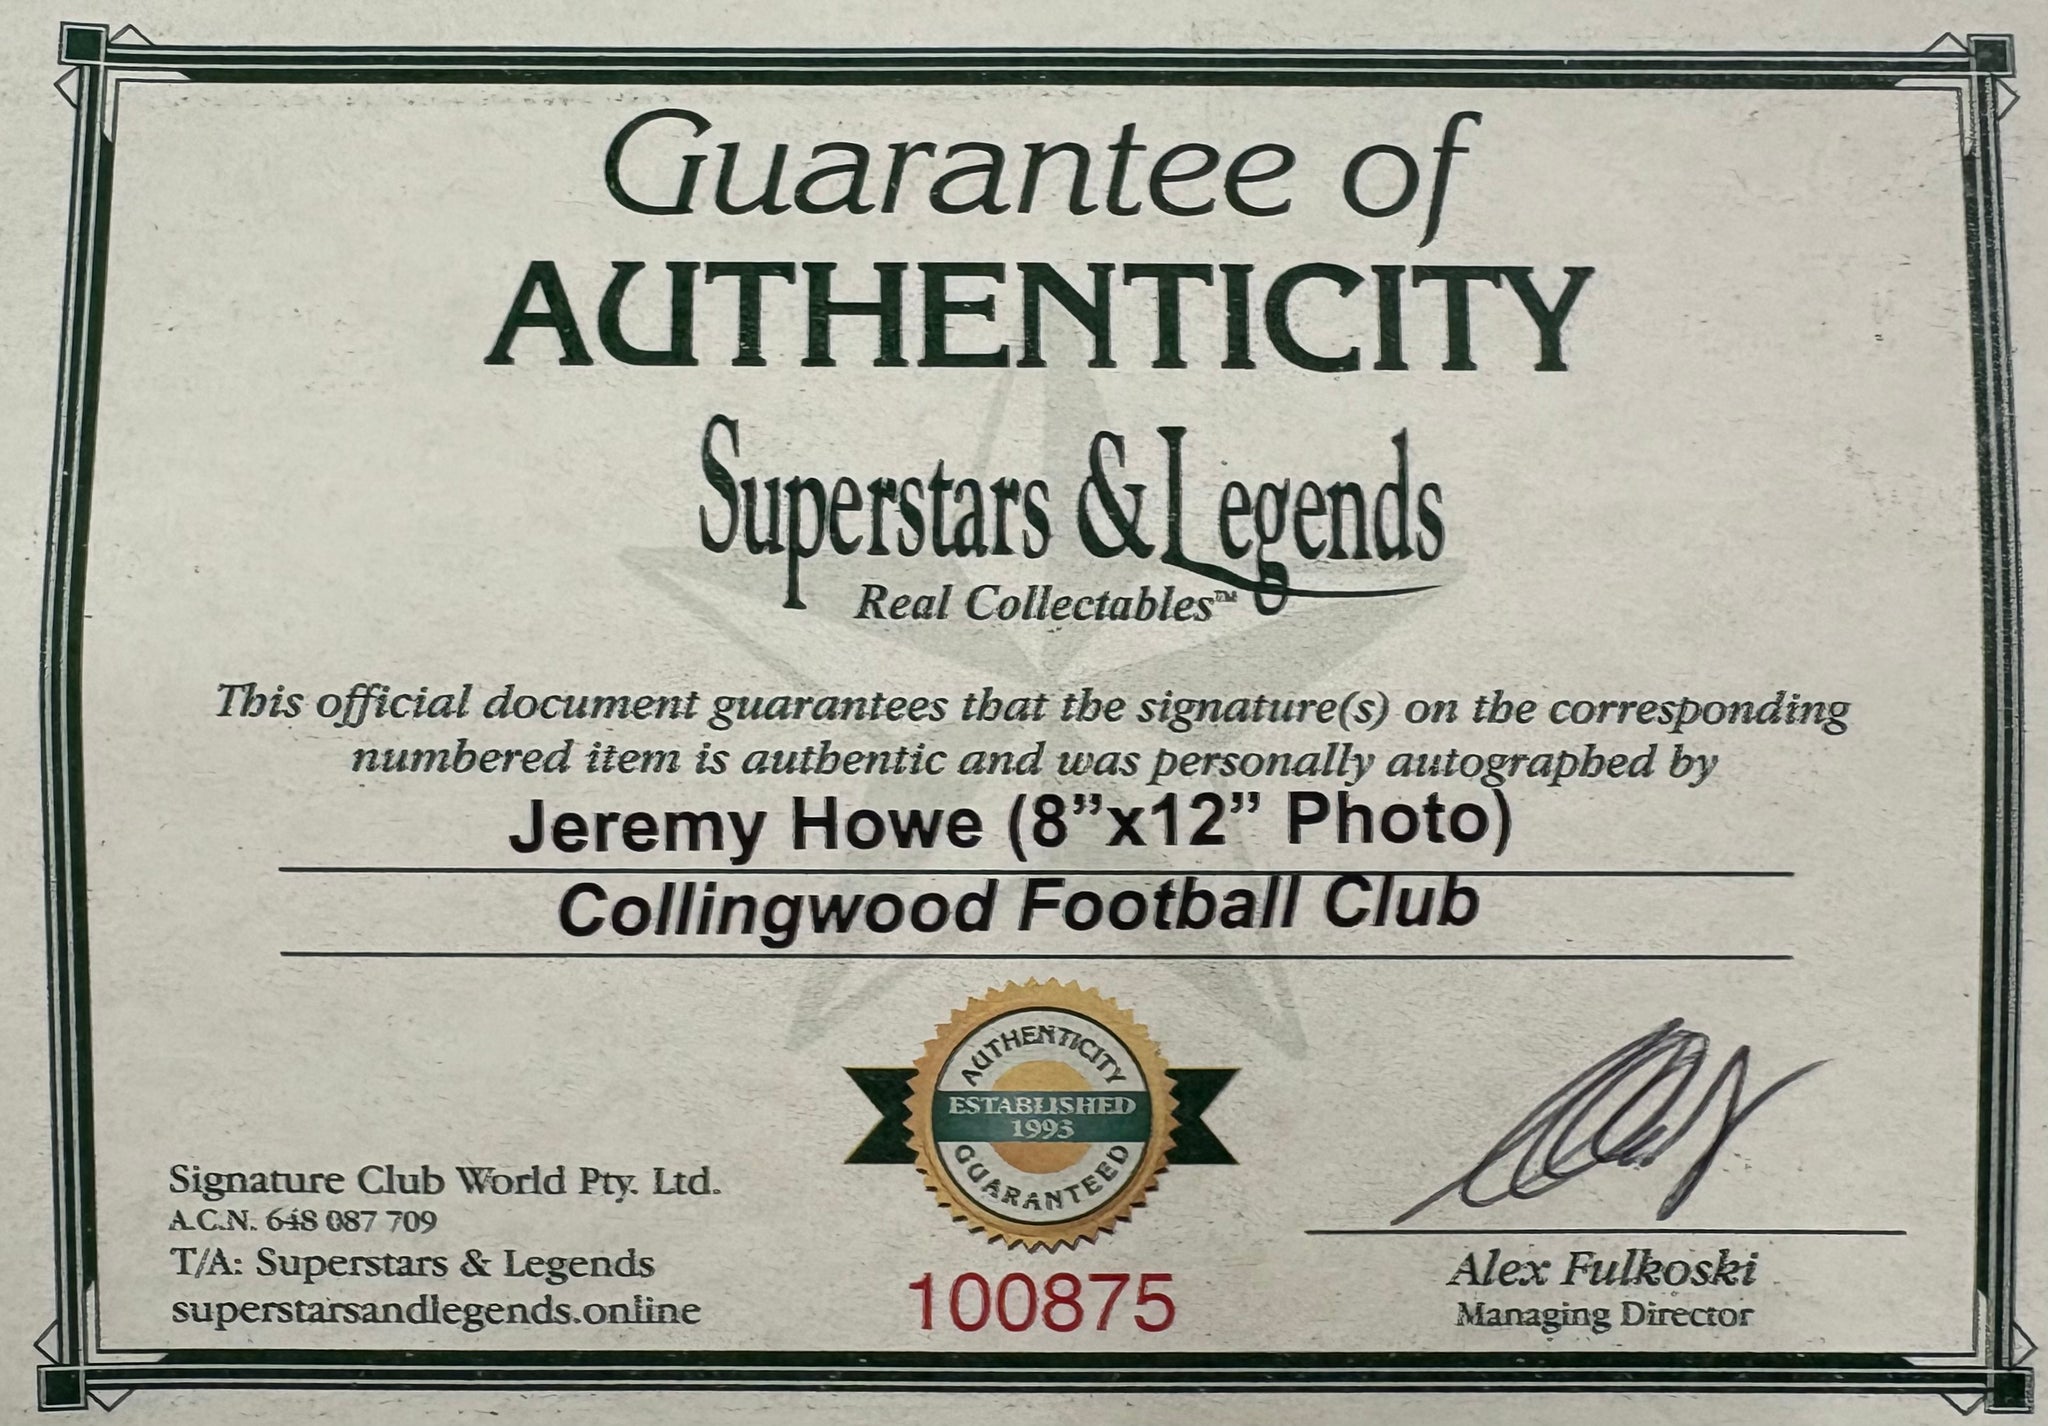 Guarantee of
AUTHENTICITY
Superstars & Legends
Real Collectables™
This official document guarantees that the signature(s) on the corresponding
numbered item is authentic and was personally autographed by
Jeremy Howe (8”x12” Photo)
Collingwood Football Club
AUTHENTICITY
ESTABLISHED
1993
GUARANTEED
Signature Club World Pty. Ltd.
A.C.N. 648 087 709
T/A: Superstars & Legends
superstarsandlegends.online
100875
Alex Fulkoski
Managing Director